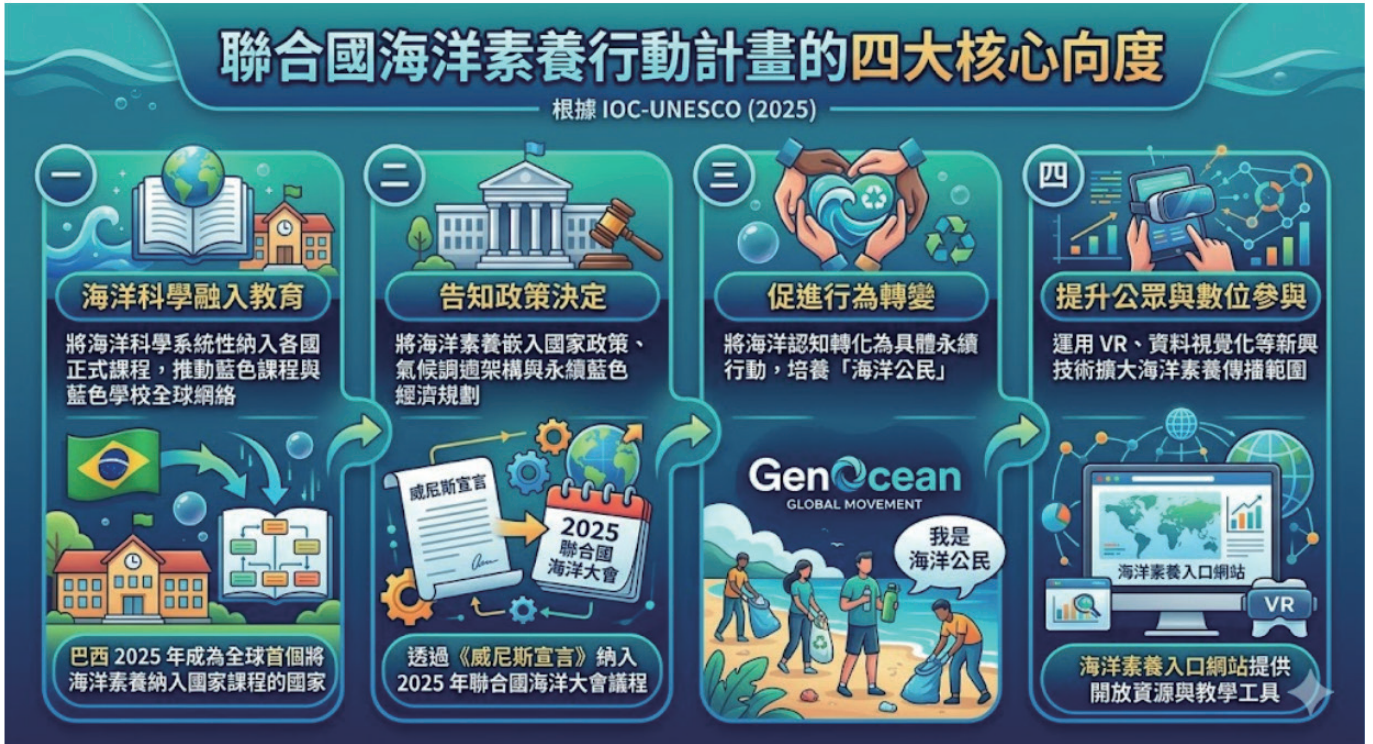 聯合國海洋素養行動計畫的四大核心向度
根據 IOC-UNESCO (2025)
一
海洋科學融入教育
將海洋科學系統性納入各國
正式課程，推動藍色課程與
藍色學校全球網絡
巴西 2025 年成為全球首個將
海洋素養納入國家課程的國家
二
告知政策決定
將海洋素養嵌入國家政策、
氣候調適架構與永續藍色
經濟規劃
威尼斯宣言
2025
聯合國
海洋大會
透過《威尼斯宣言》納入
2025 年聯合國海洋大會議程
三
促進行為轉變
將海洋認知轉化為具體永續
行動，培養「海洋公民」
GenOcean
GLOBAL MOVEMENT
我是
海洋公民
四
提升公眾與數位參與
運用 VR、資料視覺化等新興
技術擴大海洋素養傳播範圍
海洋素養入口網站
VR
海洋素養入口網站提供
開放資源與教學工具